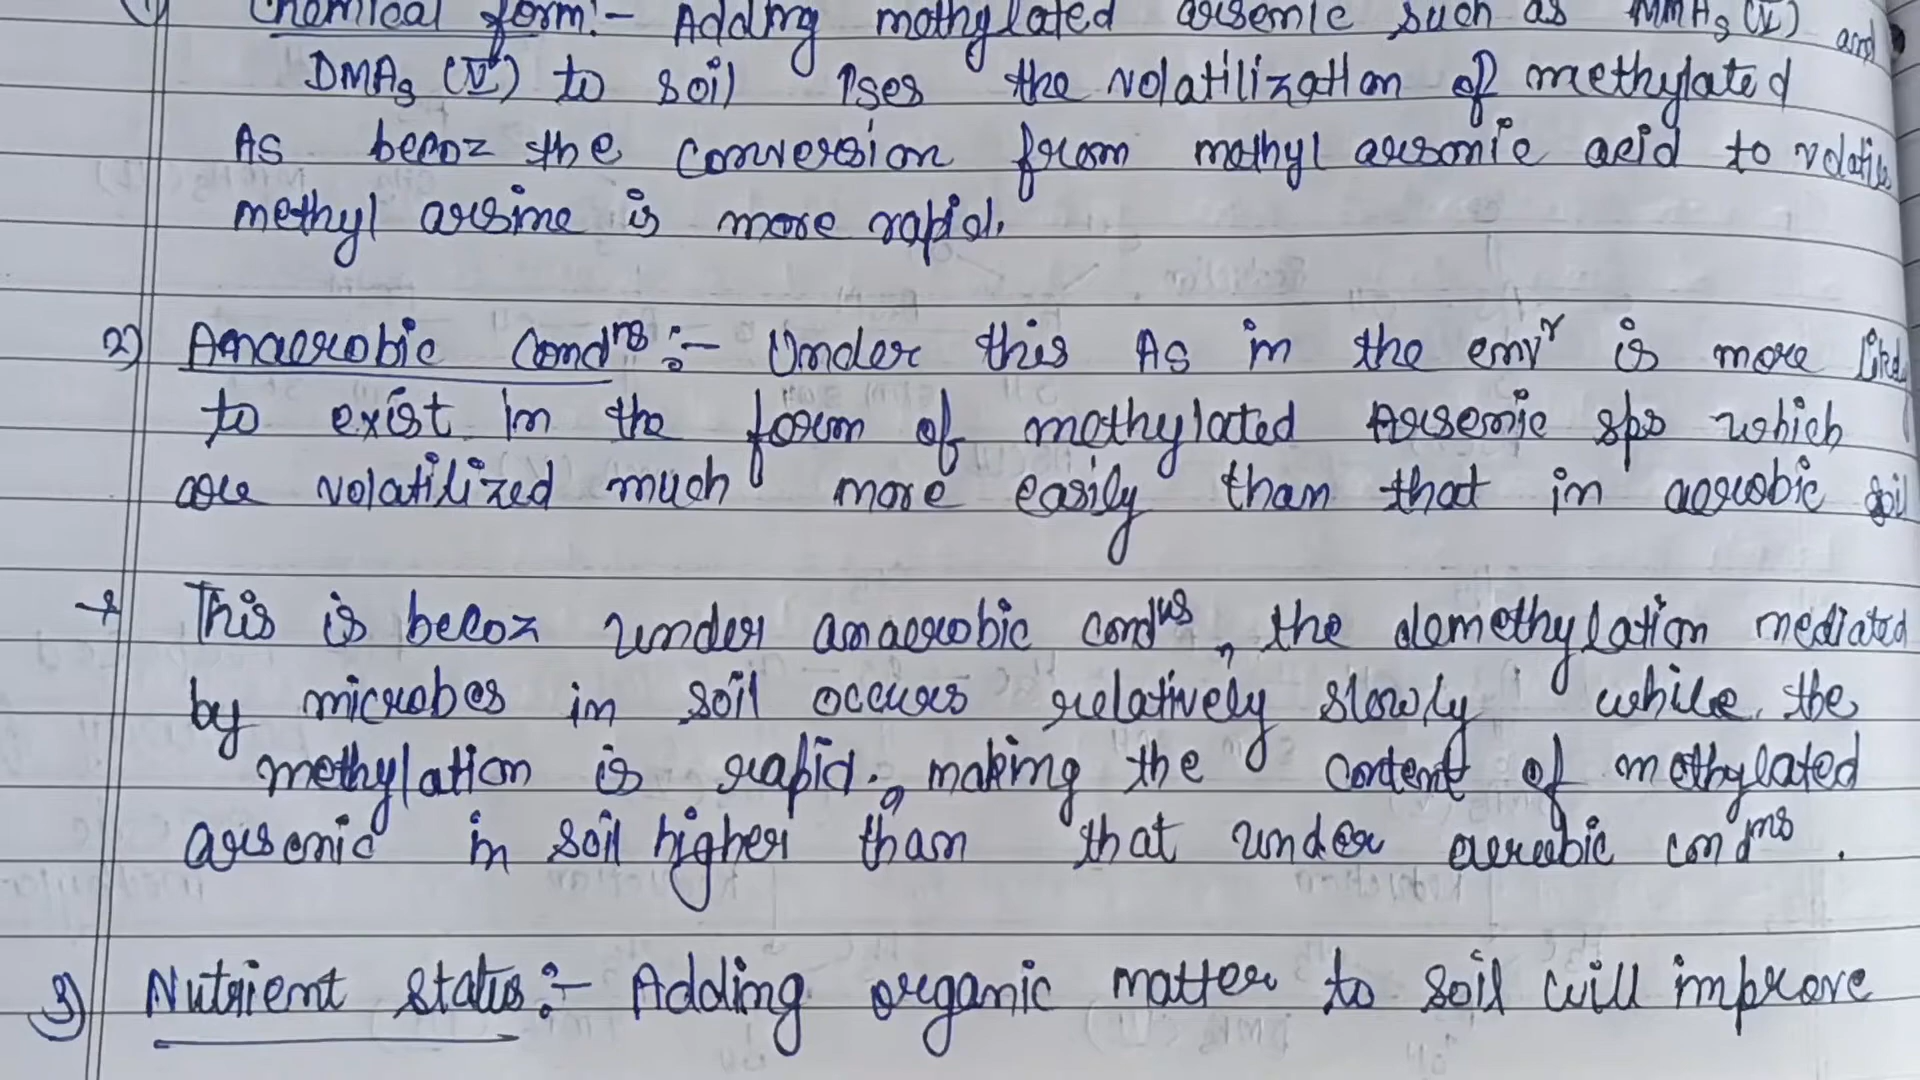 1) Chemical form:- Adding methylated arsenic such as MMAs (V) and
DMAs (V) to soil ↑ses the volatilization of methylated
As becoz the conversion from methyl arsonic acid to volatile
methyl arsine is more rapid.
2) Anaerobic Condns :- Under this As in the envr is more likely
to exist in the form of methylated Arsenic sps which
are volatilized much more easily than that in aerobic soil
This is becoz under anaerobic condns, the demethylation mediated
by microbes in soil occurs relatively slowly while the
methylation is rapid, making the content of methylated
arsenic in soil higher than that under aerobic condns.
3) Nutrient Status :- Adding organic matter to soil will improve